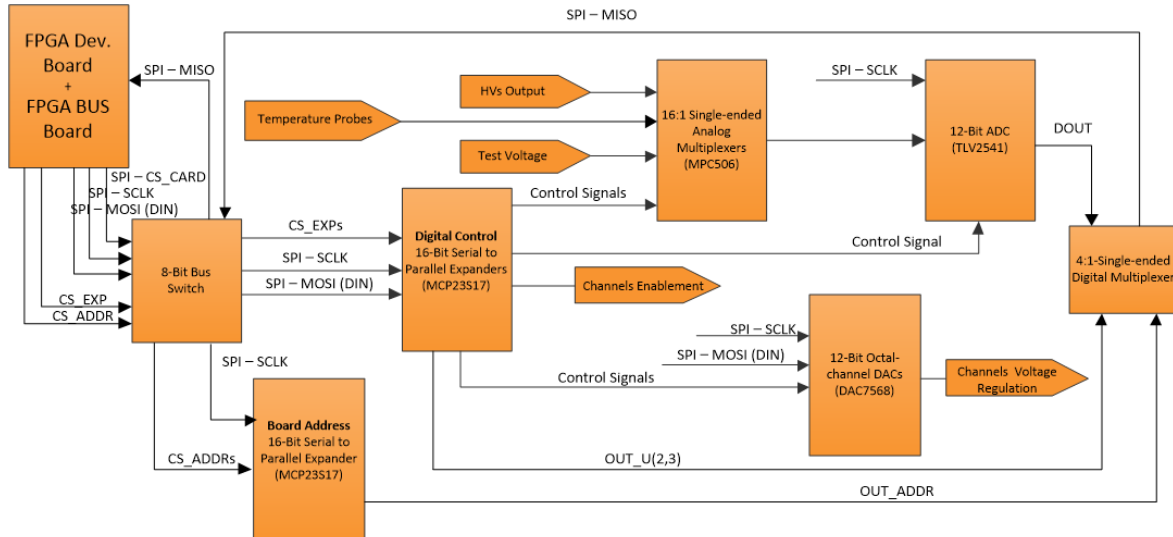 SPI – MISO
FPGA Dev.
Board
+
FPGA BUS
Board
SPI – MISO
SPI – CS_CARD
SPI – SCLK
SPI – MOSI (DIN)
CS_EXP
CS_ADDR
8-Bit Bus
Switch
HVs Output
Temperature Probes
Test Voltage
16:1 Single-ended
Analog
Multiplexers
(MPC506)
SPI – SCLK
12-Bit ADC
(TLV2541)
DOUT
Control Signals
CS_EXPs
SPI – SCLK
SPI – MOSI (DIN)
Digital Control
16-Bit Serial to
Parallel Expanders
(MCP23S17)
Control Signal
Channels Enablement
4:1-Single-ended
Digital Multiplexer
SPI – SCLK
SPI – MOSI (DIN)
Control Signals
12-Bit Octal-
channel DACs
(DAC7568)
Channels Voltage
Regulation
SPI – SCLK
CS_ADDRs
Board Address
16-Bit Serial to
Parallel Expander
(MCP23S17)
OUT_U(2,3)
OUT_ADDR